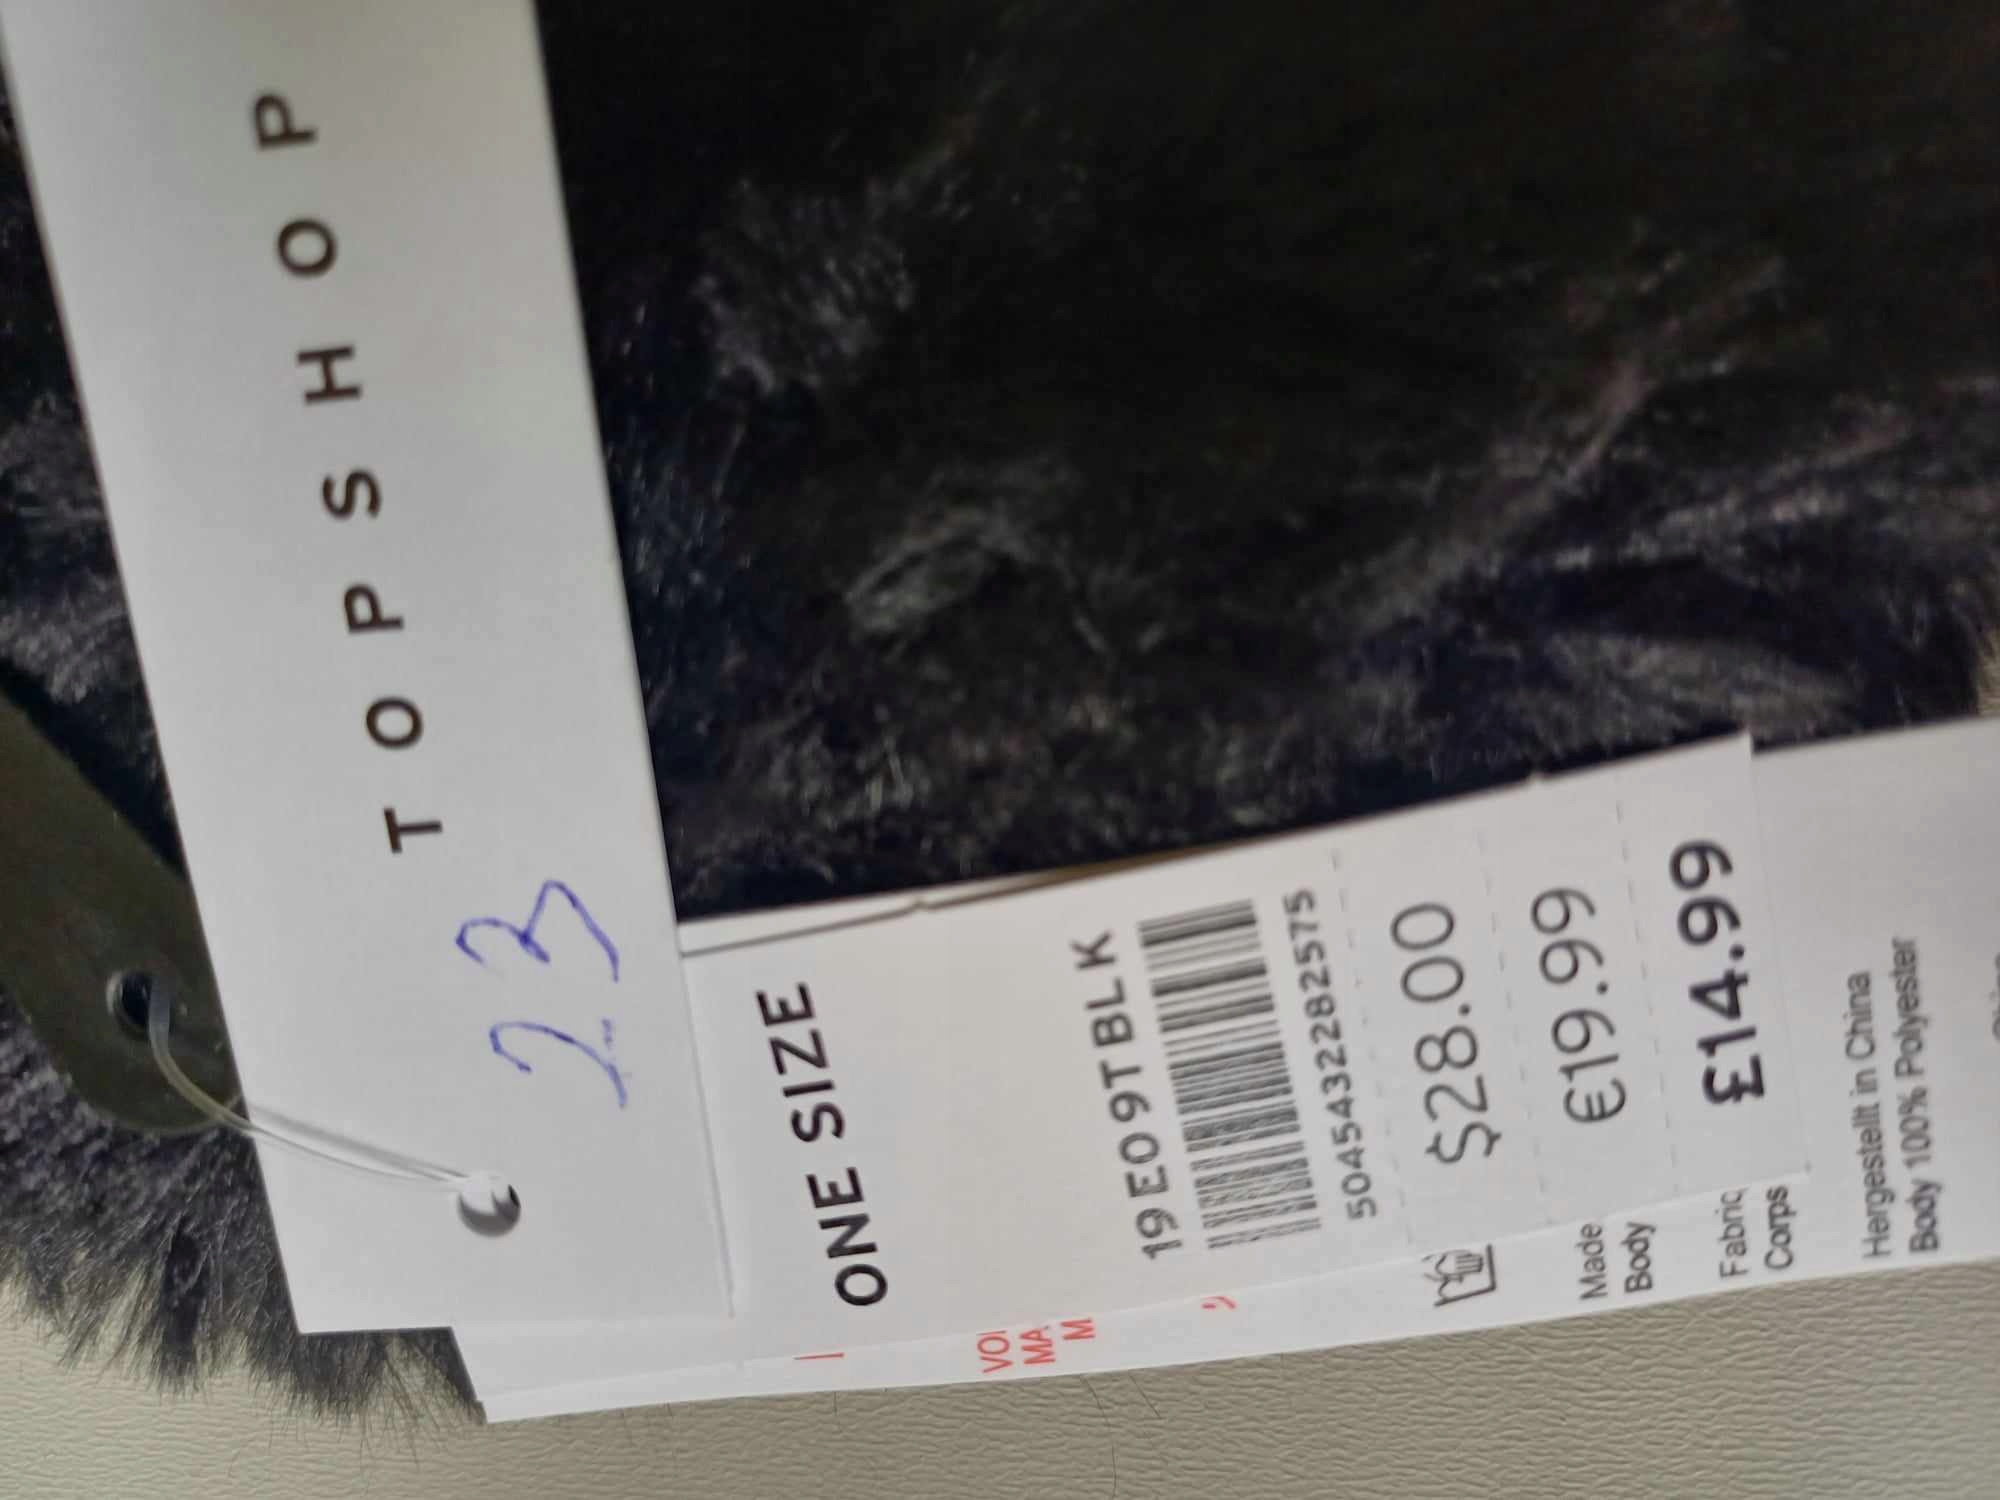 TOPSHOP
23
ONE SIZE
19E09TBLK
5045432282575
$28.00
€19.99
£14.99
Made
Body
Corps
Hergestellt in China
Body 100% Polyester